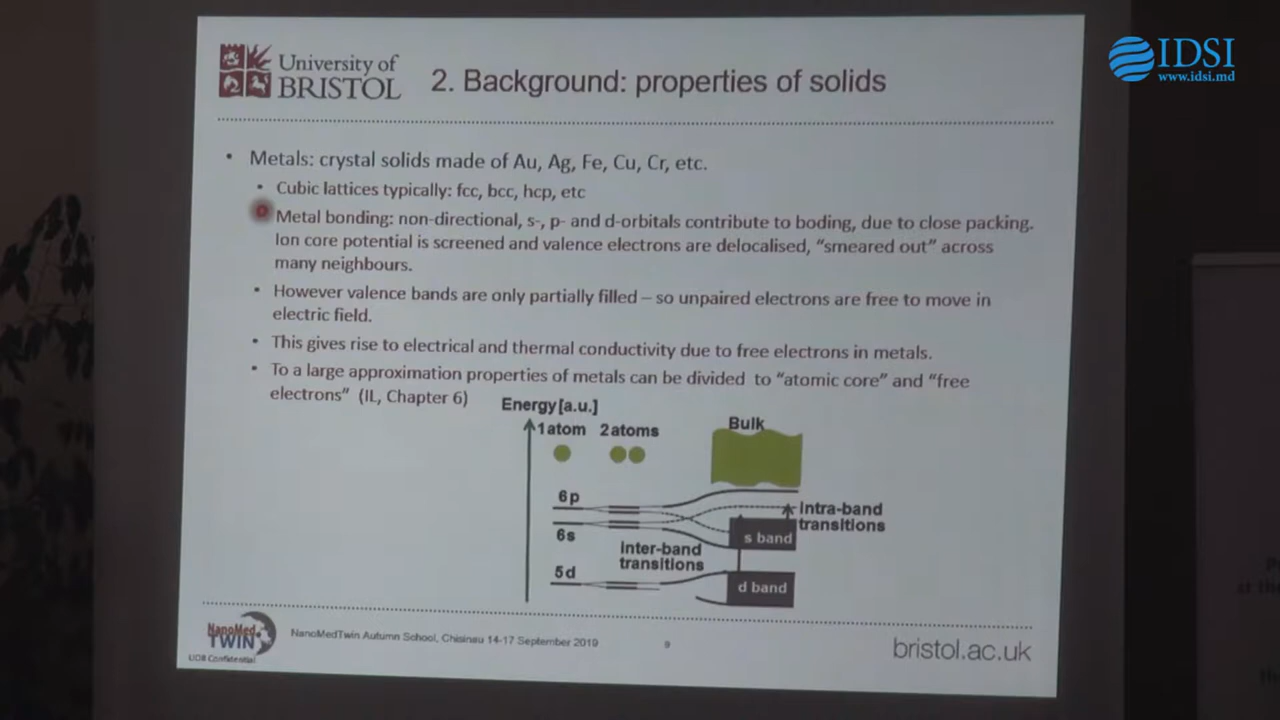 IDSI
www.idsi.md
University of
BRISTOL
2. Background: properties of solids
• Metals: crystal solids made of Au, Ag, Fe, Cu, Cr, etc.
• Cubic lattices typically: fcc, bcc, hcp, etc
Metal bonding: non-directional, s-, p- and d-orbitals contribute to boding, due to close packing.
Ion core potential is screened and valence electrons are delocalised, “smeared out” across
many neighbours.
• However valence bands are only partially filled – so unpaired electrons are free to move in
electric field.
• This gives rise to electrical and thermal conductivity due to free electrons in metals.
• To a large approximation properties of metals can be divided to “atomic core” and “free
electrons” (IL, Chapter 6)
Energy[a.u.]
1atom 2atoms
Bulk
6p
6s
5d
Inter-band
transitions
Intra-band
transitions
s band
d band
NanoMed
TWIN
UOB Confidential
NanoMedTwin Autumn School, Chisinau 14-17 September 2019
9
bristol.ac.uk